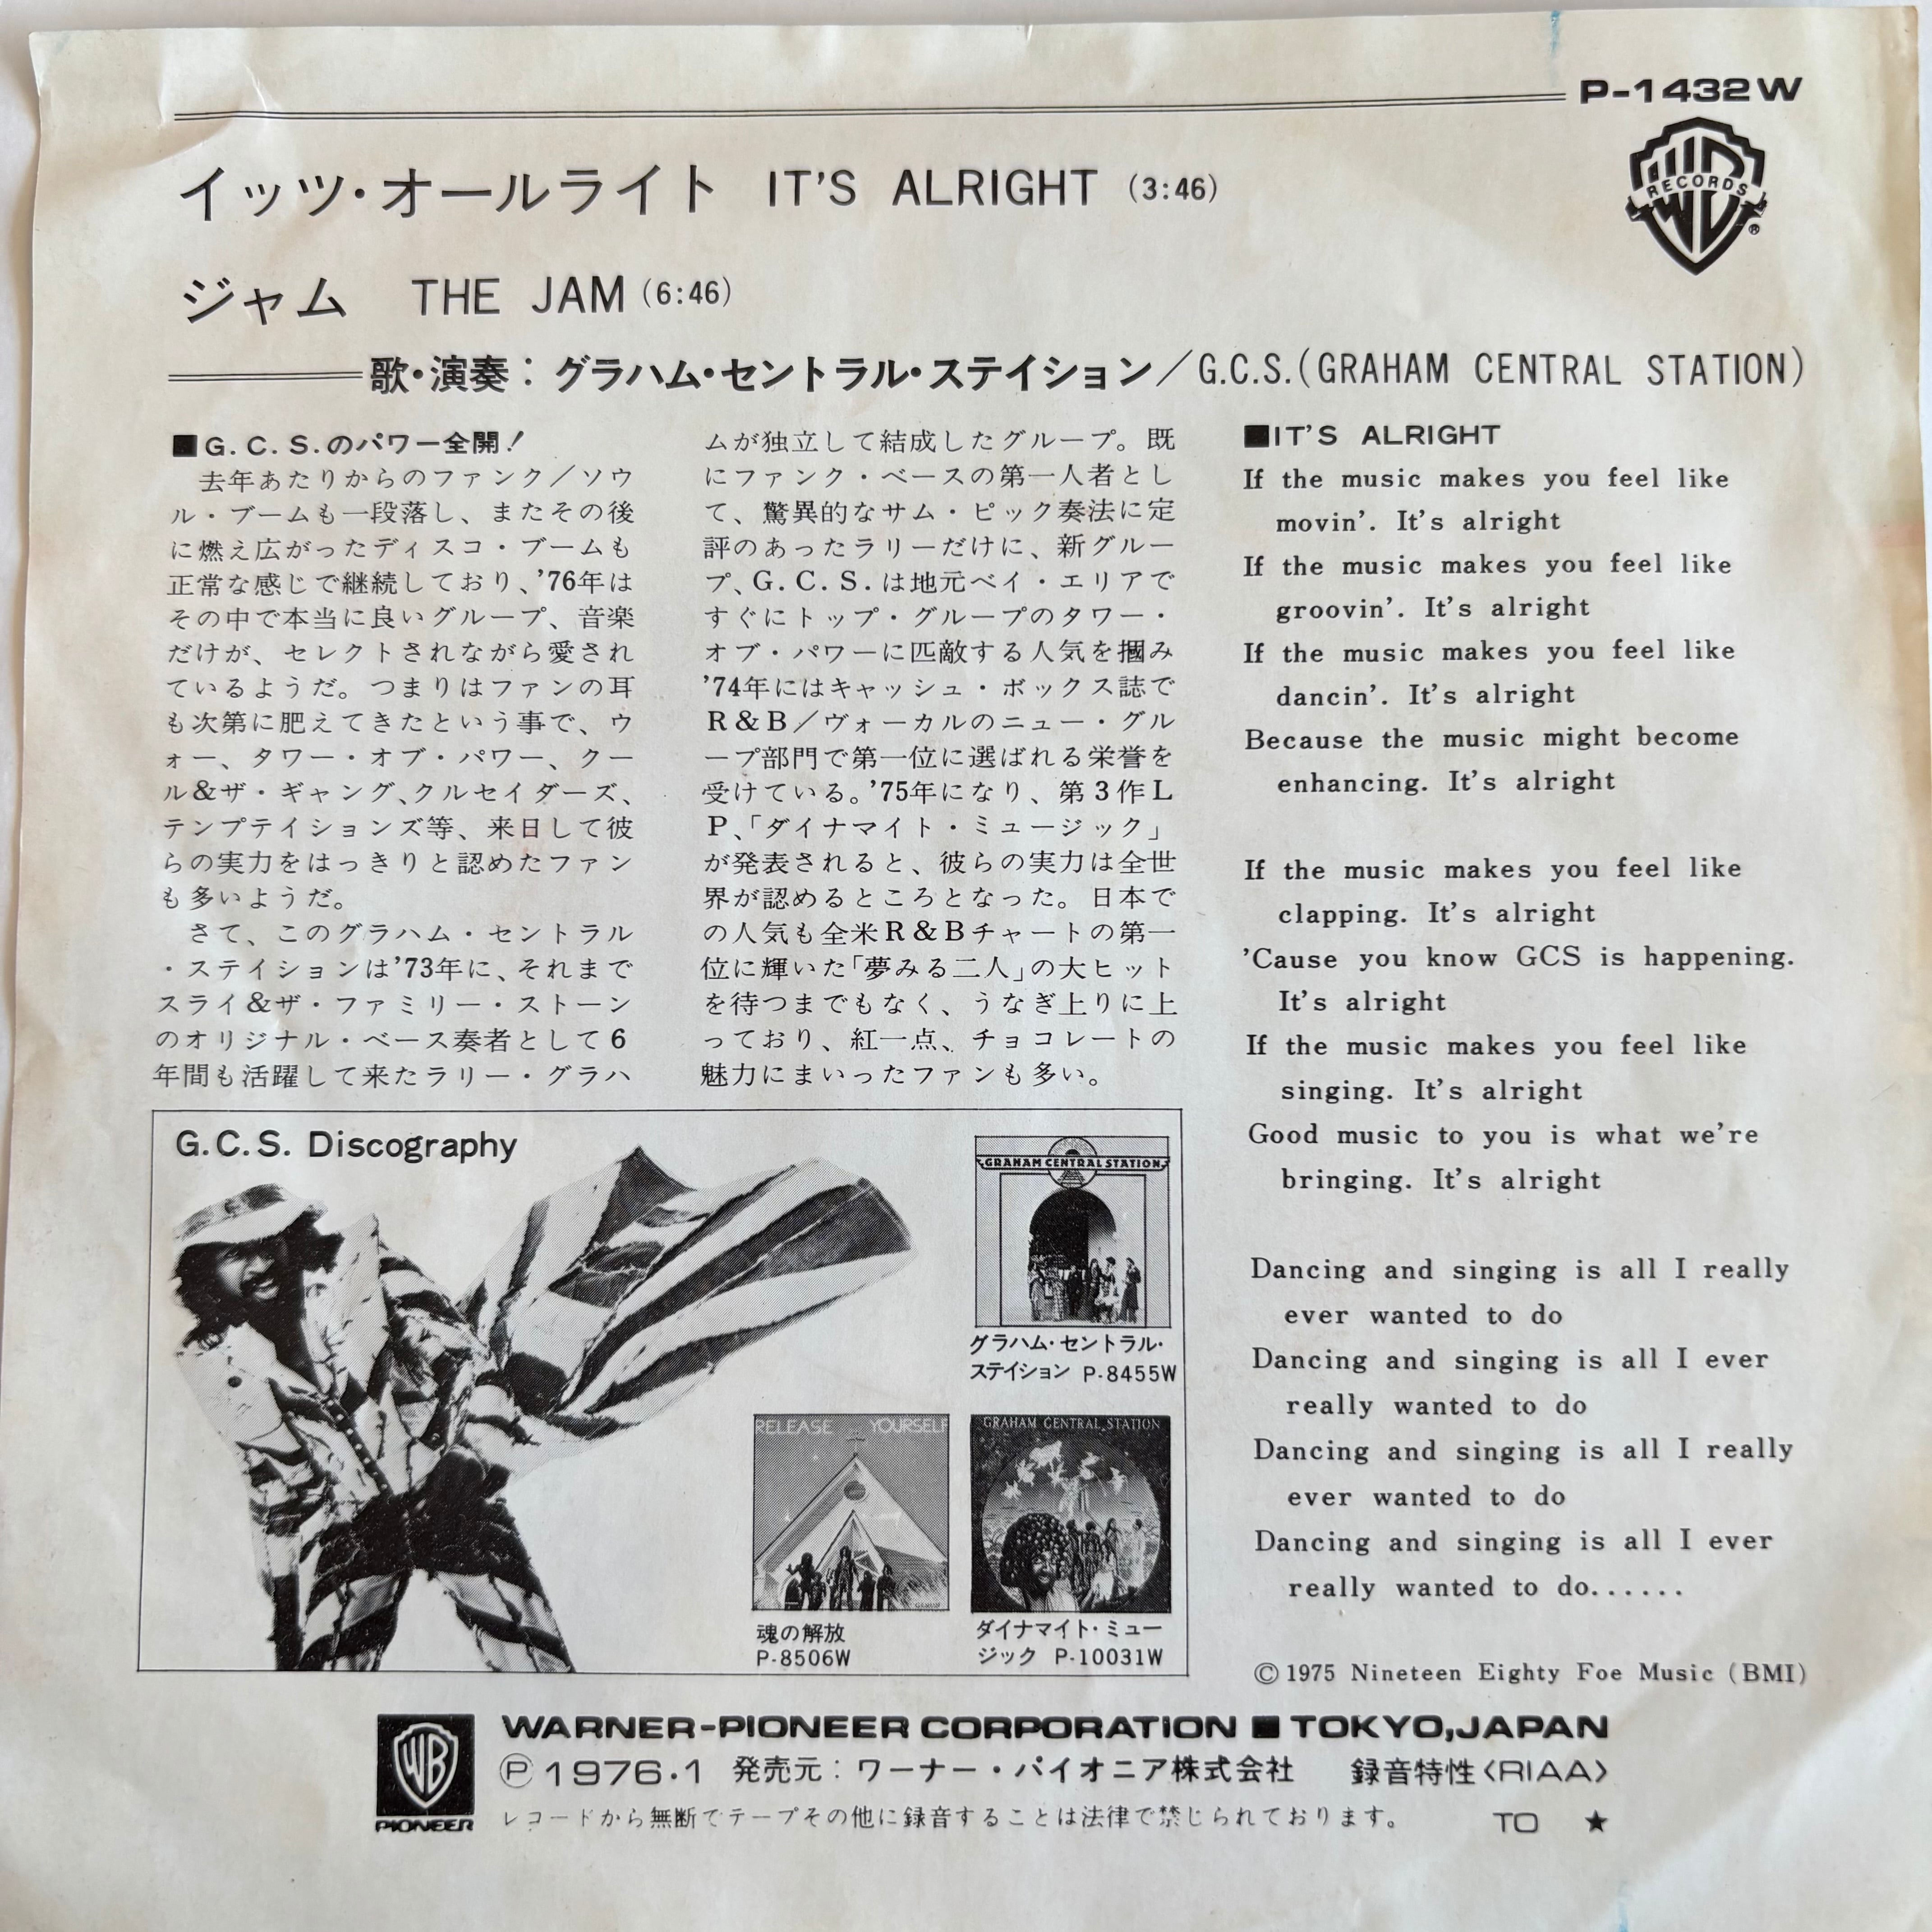 P-1432W
WB RECORDS ®
イッツ・オールライト IT'S ALRIGHT (3:46)
ジャム THE JAM (6:46)
歌・演奏：グラハム・セントラル・ステイション／G.C.S.(GRAHAM CENTRAL STATION)
■G.C.S.のパワー全開！
去年あたりからのファンク／ソウ
ル・ブームも一段落し、またその後
に燃え広がったディスコ・ブームも
正常な感じで継続しており、'76年は
その中で本当に良いグループ、音楽
だけが、セレクトされながら愛され
ているようだ。つまりはファンの耳
も次第に肥えてきたという事で、ウ
ォー、タワー・オブ・パワー、クー
ル&ザ・ギャング、クルセイダーズ、
テンプテイションズ等、来日して彼
らの実力をはっきりと認めたファン
も多いようだ。
さて、このグラハム・セントラル
・ステイションは'73年に、それまで
スライ&ザ・ファミリー・ストーン
のオリジナル・ベース奏者として6
年間も活躍して来たラリー・グラハ
ムが独立して結成したグループ。既
にファンク・ベースの第一人者とし
て、驚異的なサム・ピック奏法に定
評のあったラリーだけに、新グルー
プ、G.C.S.は地元ベイ・エリアで
すぐにトップ・グループのタワー・
オブ・パワーに匹敵する人気を摑み
'74年にはキャッシュ・ボックス誌で
R&B／ヴォーカルのニュー・グル
ープ部門で第一位に選ばれる栄誉を
受けている。'75年になり、第3作L
P、「ダイナマイト・ミュージック」
が発表されると、彼らの実力は全世
界が認めるところとなった。日本で
の人気も全米R&Bチャートの第一
位に輝いた「夢みる二人」の大ヒット
を待つまでもなく、うなぎ上りに上
っており、紅一点、チョコレートの
魅力にまいったファンも多い。
■IT'S ALRIGHT
If the music makes you feel like
movin'. It's alright
If the music makes you feel like
groovin'. It's alright
If the music makes you feel like
dancin'. It's alright
Because the music might become
enhancing. It's alright
If the music makes you feel like
clapping. It's alright
'Cause you know GCS is happening.
It's alright
If the music makes you feel like
singing. It's alright
Good music to you is what we're
bringing. It's alright
Dancing and singing is all I really
ever wanted to do
Dancing and singing is all I ever
really wanted to do
Dancing and singing is all I really
ever wanted to do
Dancing and singing is all I ever
really wanted to do......
©1975 Nineteen Eighty Foe Music (BMI)
G.C.S. Discography
GRAHAM CENTRAL STATION
グラハム・セントラル・
ステイション P-8455W
RELEASE YOURSELF
魂の解放
P-8506W
GRAHAM CENTRAL STATION
ダイナマイト・ミュー
ジック P-10031W
WB
PIONEER
WARNER-PIONEER CORPORATION ■ TOKYO,JAPAN
Ⓟ1976・1 発売元：ワーナー・パイオニア株式会社 録音特性〈RIAA〉
レコードから無断でテープその他に録音することは法律で禁じられております。 TO ★